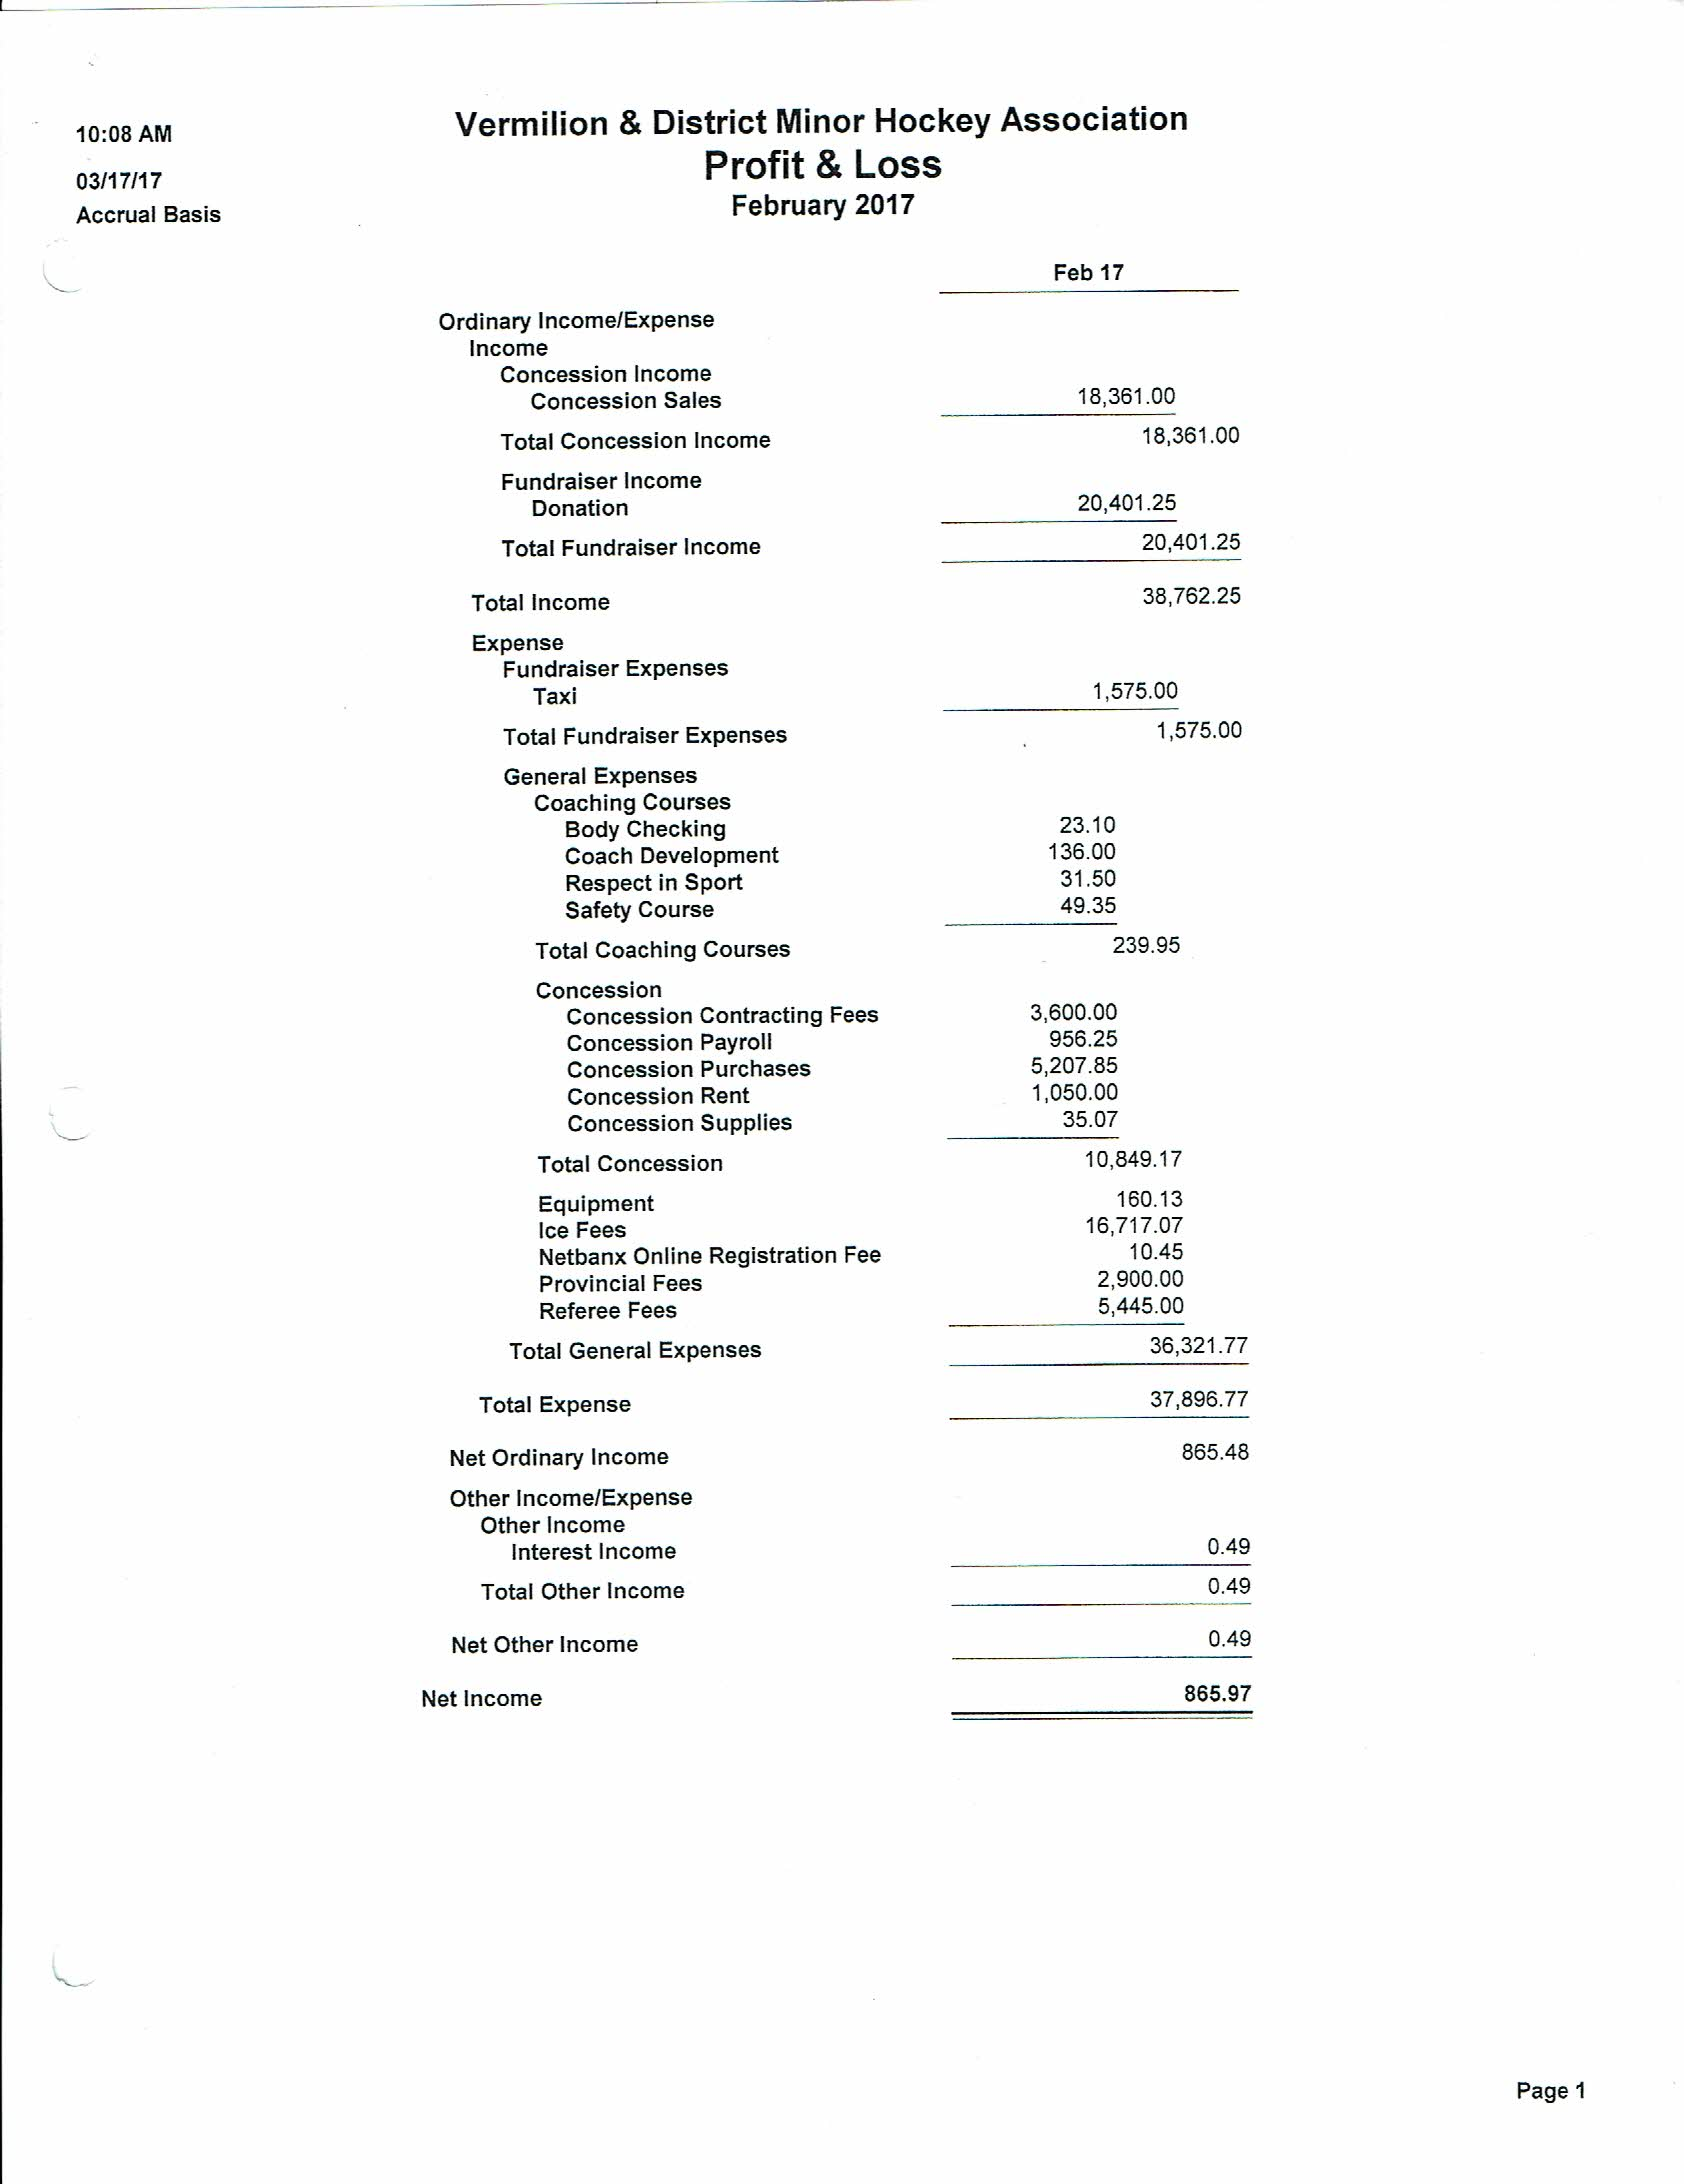 10:08 AM
03/17/17
Accrual Basis
Vermilion & District Minor Hockey Association
Profit & Loss
February 2017
Feb 17
Ordinary Income/Expense
Income
Concession Income
Concession Sales 18,361.00
Total Concession Income 18,361.00
Fundraiser Income
Donation 20,401.25
Total Fundraiser Income 20,401.25
Total Income 38,762.25
Expense
Fundraiser Expenses
Taxi 1,575.00
Total Fundraiser Expenses 1,575.00
General Expenses
Coaching Courses
Body Checking 23.10
Coach Development 136.00
Respect in Sport 31.50
Safety Course 49.35
Total Coaching Courses 239.95
Concession
Concession Contracting Fees 3,600.00
Concession Payroll 956.25
Concession Purchases 5,207.85
Concession Rent 1,050.00
Concession Supplies 35.07
Total Concession 10,849.17
Equipment 160.13
Ice Fees 16,717.07
Netbanx Online Registration Fee 10.45
Provincial Fees 2,900.00
Referee Fees 5,445.00
Total General Expenses 36,321.77
Total Expense 37,896.77
Net Ordinary Income 865.48
Other Income/Expense
Other Income
Interest Income 0.49
Total Other Income 0.49
Net Other Income 0.49
Net Income 865.97
Page 1